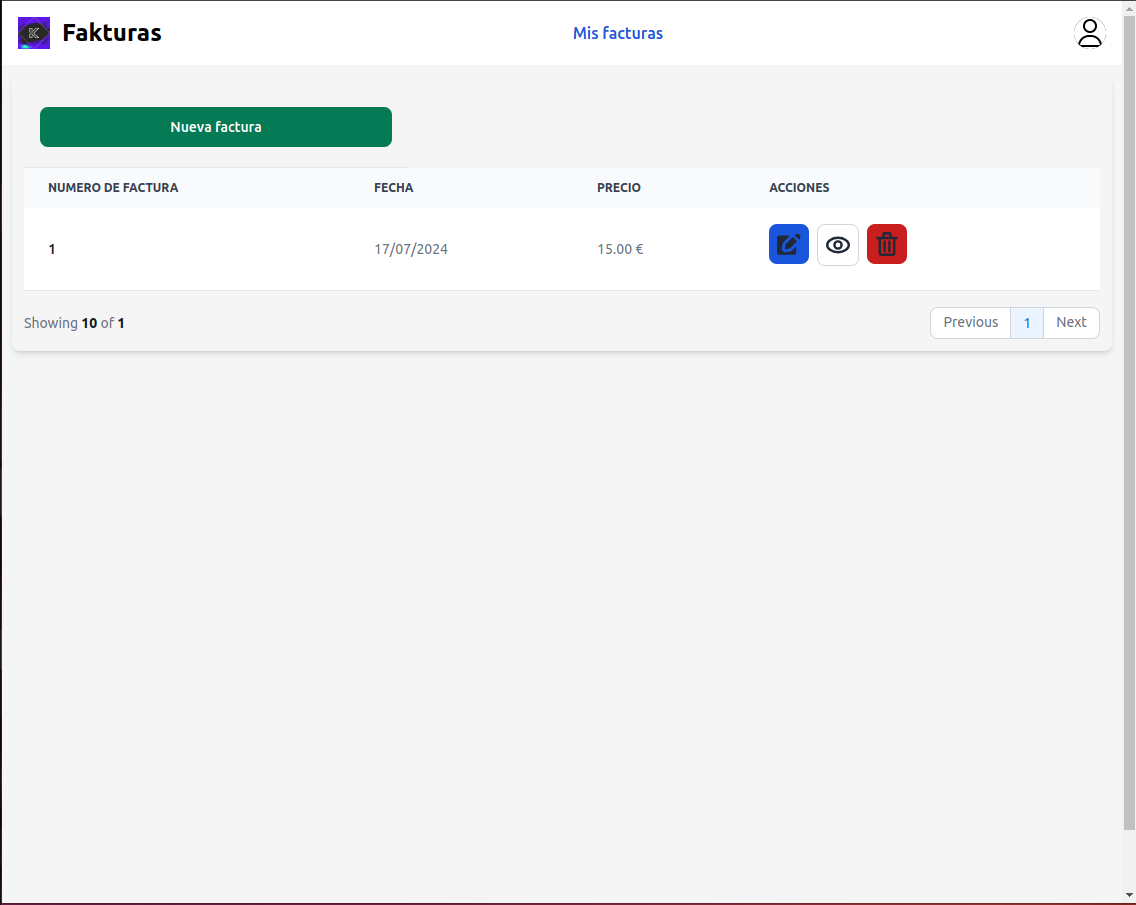 K Fakturas Mis facturas
Nueva factura
NUMERO DE FACTURA FECHA PRECIO ACCIONES
1 17/07/2024 15.00 €
Showing 10 of 1 Previous 1 Next